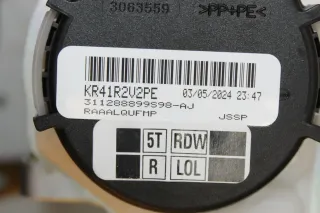 3063559 >PP+PE<
KR41R2V2PE 03/05/2024 23:47
311288899S98-AJ
RAAALQUFMP JSSP
5T RDW
R LOL